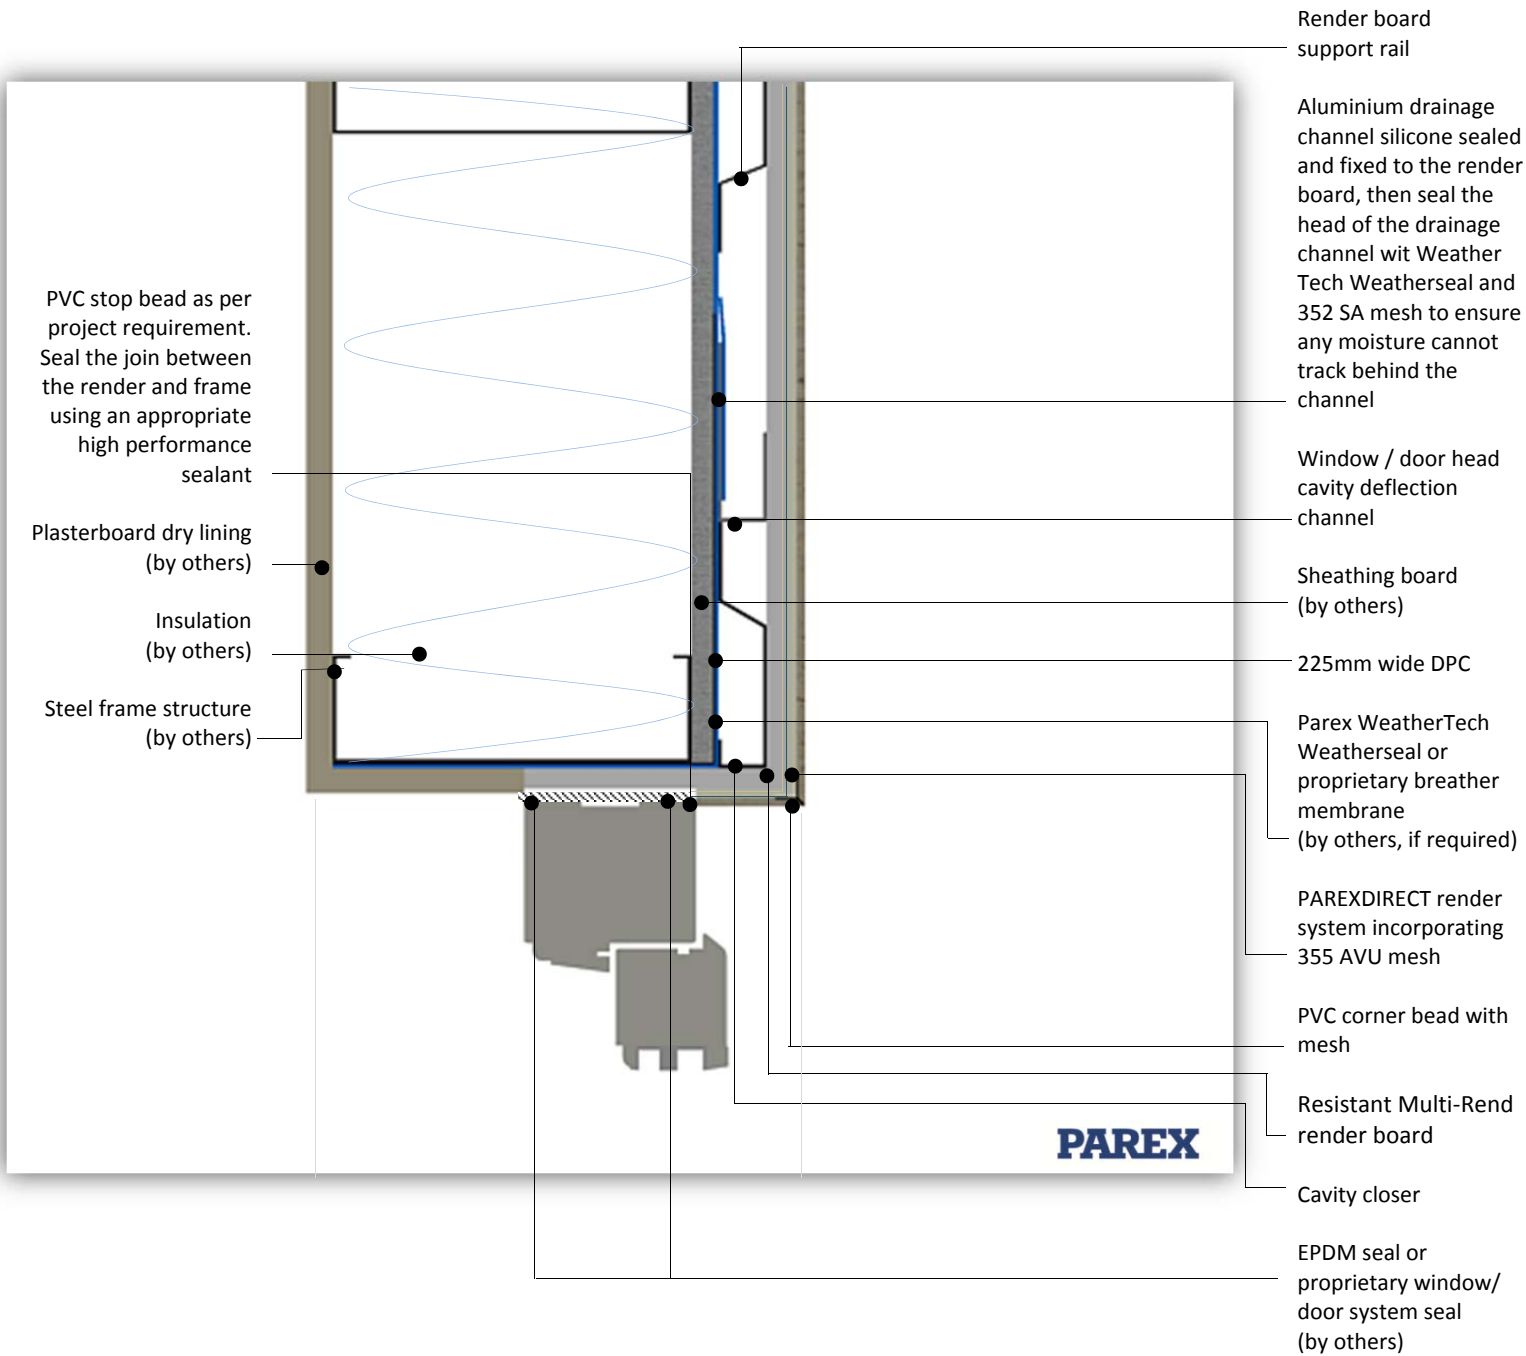 Render board
support rail
Aluminium drainage
channel silicone sealed
and fixed to the render
board, then seal the
head of the drainage
channel wit Weather
Tech Weatherseal and
352 SA mesh to ensure
any moisture cannot
track behind the
channel
Window / door head
cavity deflection
channel
Sheathing board
(by others)
225mm wide DPC
Parex WeatherTech
Weatherseal or
proprietary breather
membrane
(by others, if required)
PAREXDIRECT render
system incorporating
355 AVU mesh
PVC corner bead with
mesh
Resistant Multi-Rend
render board
Cavity closer
EPDM seal or
proprietary window/
door system seal
(by others)
PVC stop bead as per
project requirement.
Seal the join between
the render and frame
using an appropriate
high performance
sealant
Plasterboard dry lining
(by others)
Insulation
(by others)
Steel frame structure
(by others)
PAREX